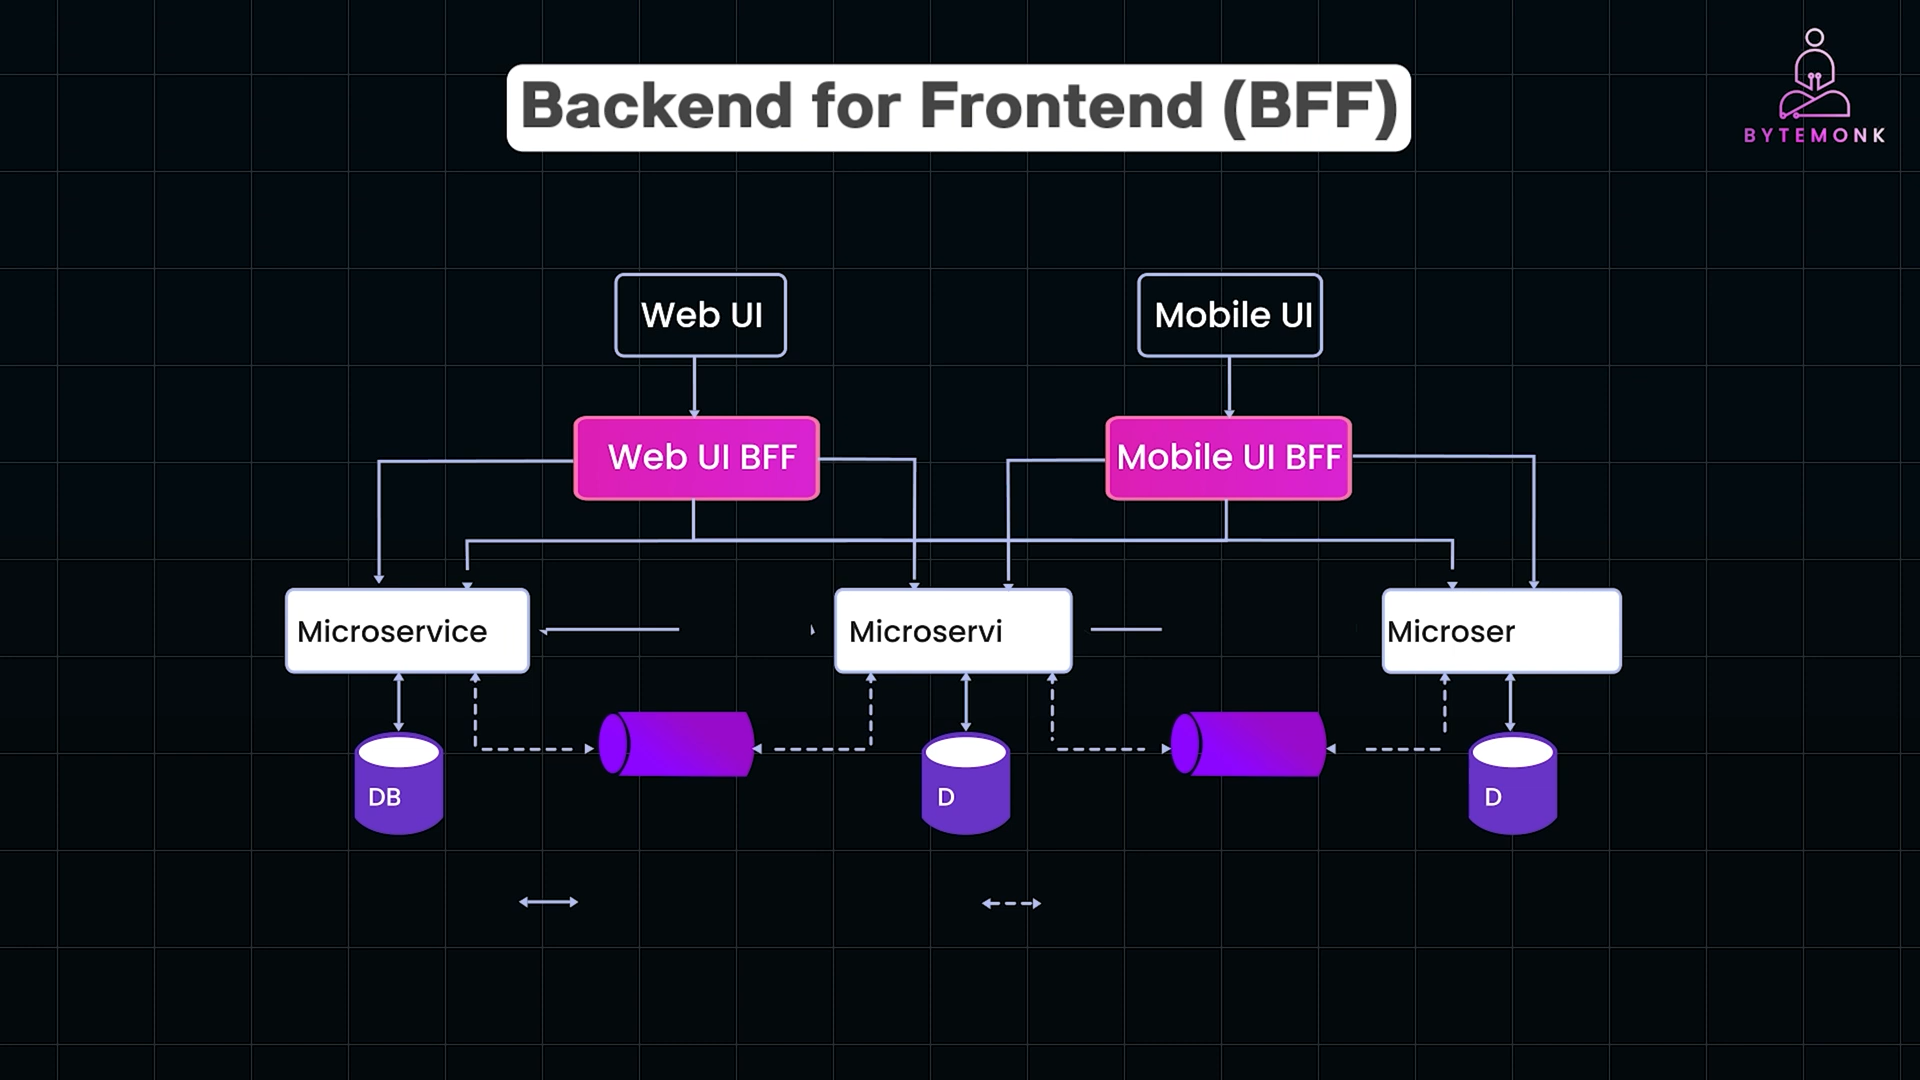 Backend for Frontend (BFF)
BYTEMONK
Web UI
Mobile UI
Web UI BFF
Mobile UI BFF
Microservice
Microservi
Microser
DB
D
D